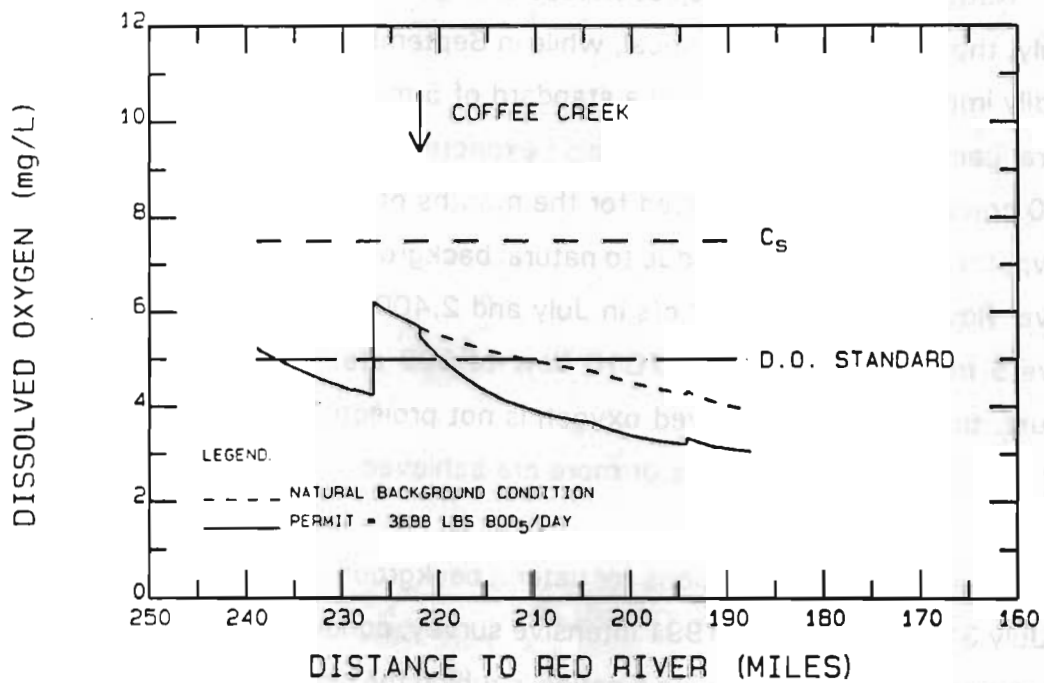 12
10
8
6
4
2
0
DISSOLVED OXYGEN (mg/L)
COFFEE CREEK
Cs
D.O. STANDARD
LEGEND.
NATURAL BACKGROUND CONDITION
PERMIT = 3688 LBS BOD5/DAY
250 240 230 220 210 200 190 180 170 160
DISTANCE TO RED RIVER (MILES)